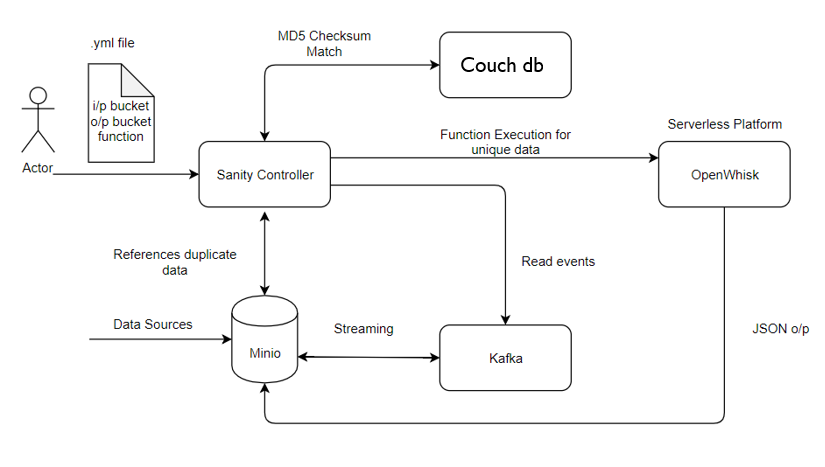 .yml file
MD5 Checksum
Match
Couch db
i/p bucket
o/p bucket
function
Actor
Sanity Controller
Function Execution for
unique data
Serverless Platform
OpenWhisk
References duplicate
data
Read events
Data Sources
Minio
Streaming
Kafka
JSON o/p